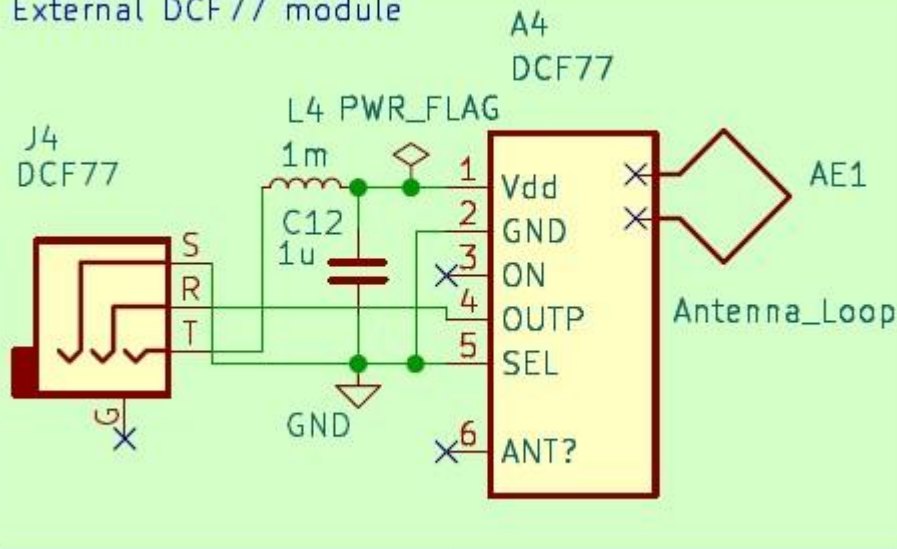 External DCF77 module
A4
DCF77
L4 PWR_FLAG
1m
J4
DCF77
AE1
C12
1u
S
R
T
G
1
Vdd
2
GND
3
ON
4
OUTP
5
SEL
6
ANT?
GND
Antenna_Loop